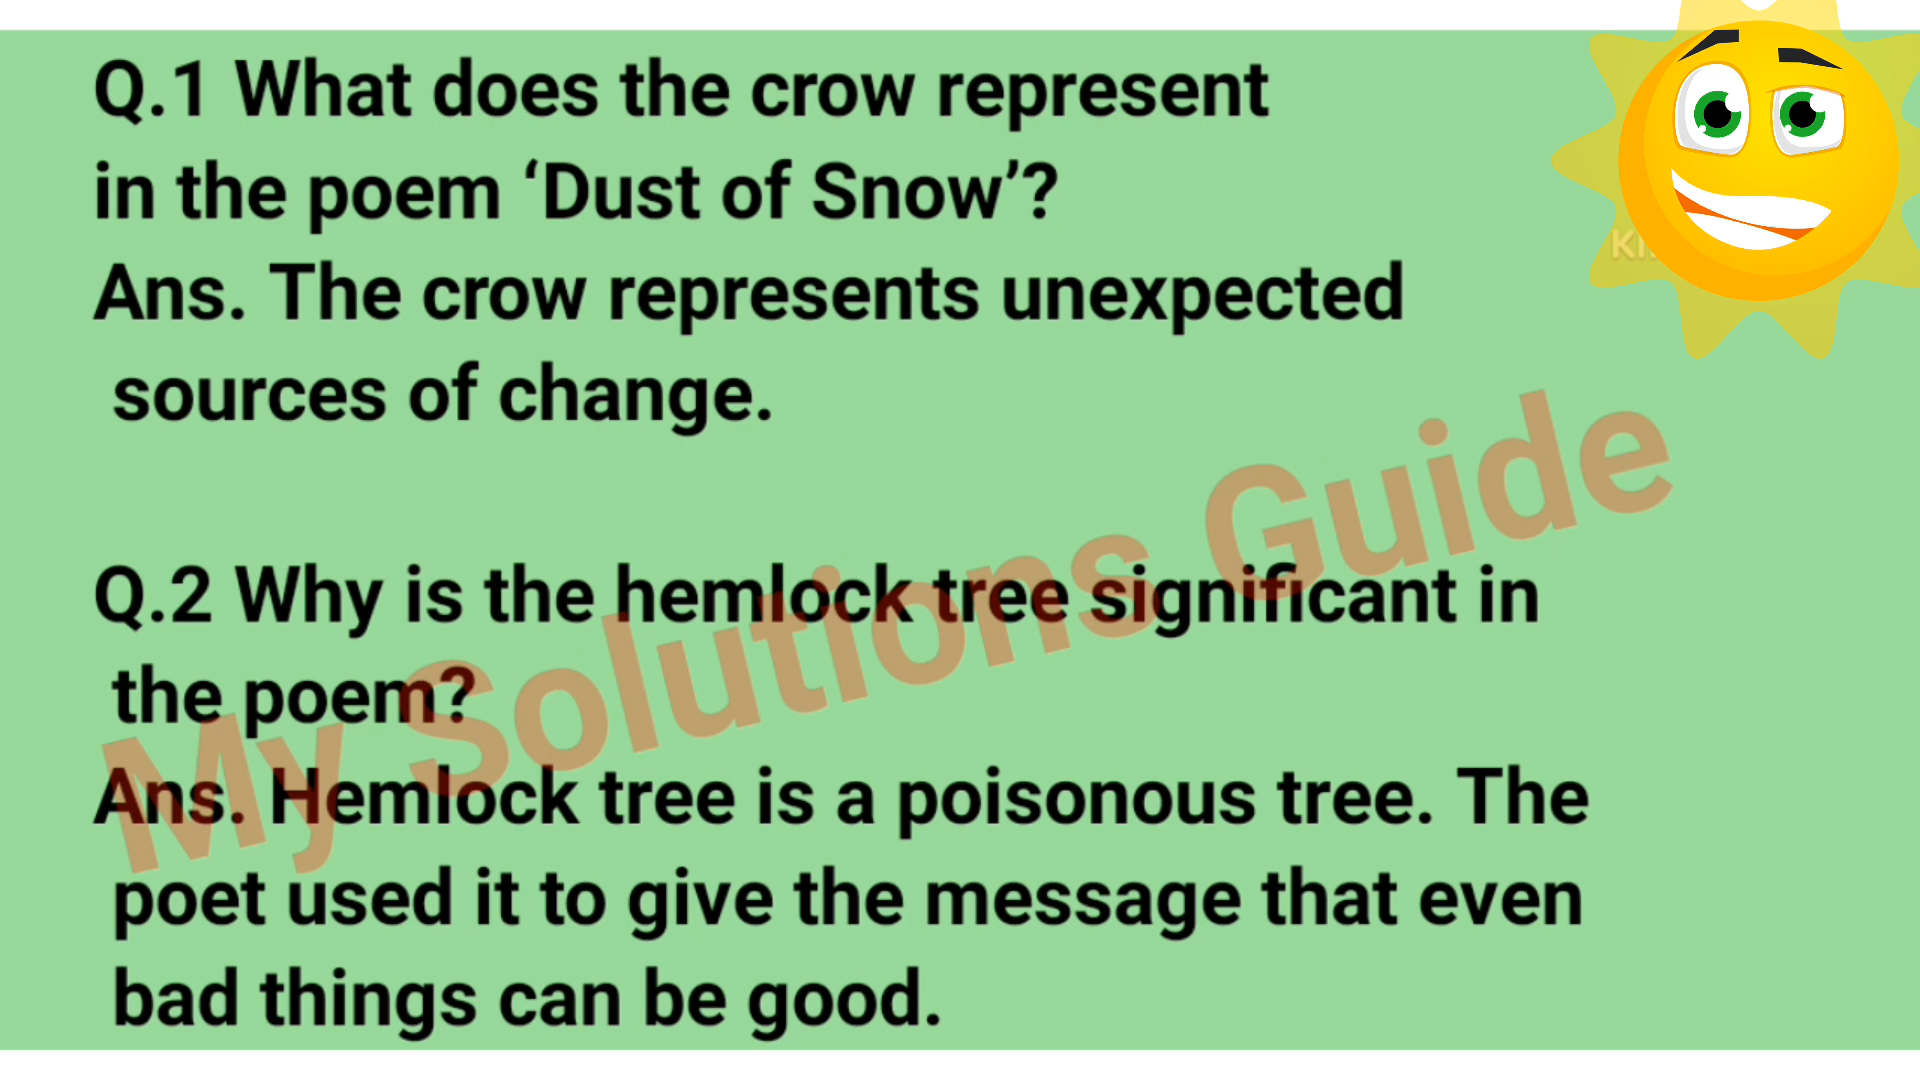 Q.1 What does the crow represent
in the poem ‘Dust of Snow’?
Ans. The crow represents unexpected
sources of change.
Q.2 Why is the hemlock tree significant in
the poem?
Ans. Hemlock tree is a poisonous tree. The
poet used it to give the message that even
bad things can be good.
My Solutions Guide